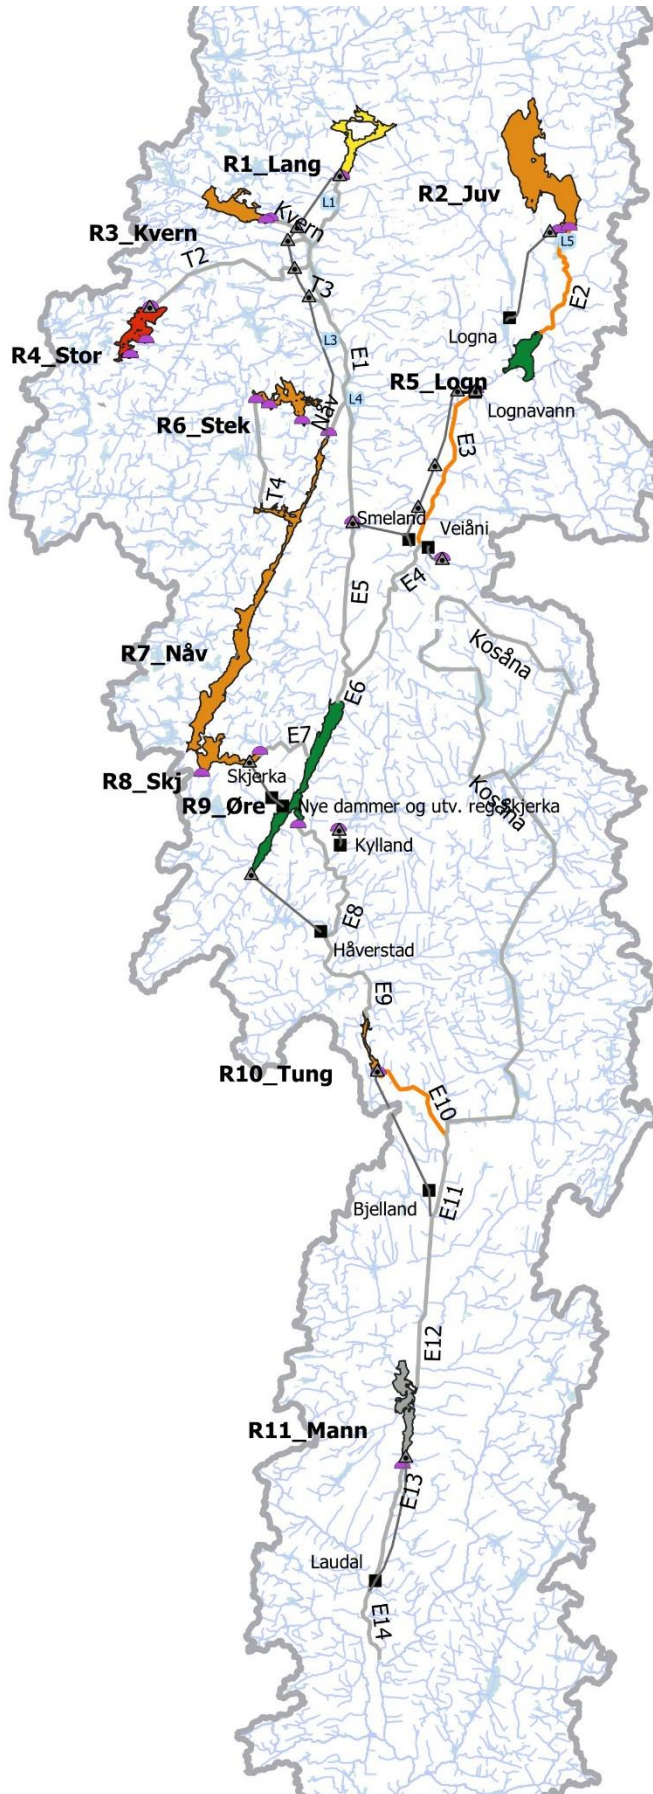 R1_Lang
L1
R2_Juv
Kvern
R3_Kvern
L5
T2
T3
E2
Logna
L3
E1
R4_Stor
R5_Logn
L4
Nåv
R6_Stek
Lognavann
E3
T4
Smeland
Veiåni
E4
E5
Kosåna
R7_Nåv
E6
E7
R8_Skj
Skjerka
Kosåna
R9_Øre
Nye dammer og utv. reg Skjerka
Kylland
E8
Håverstad
E9
R10_Tung
E10
Bjelland
E11
E12
R11_Mann
E13
Laudal
E14